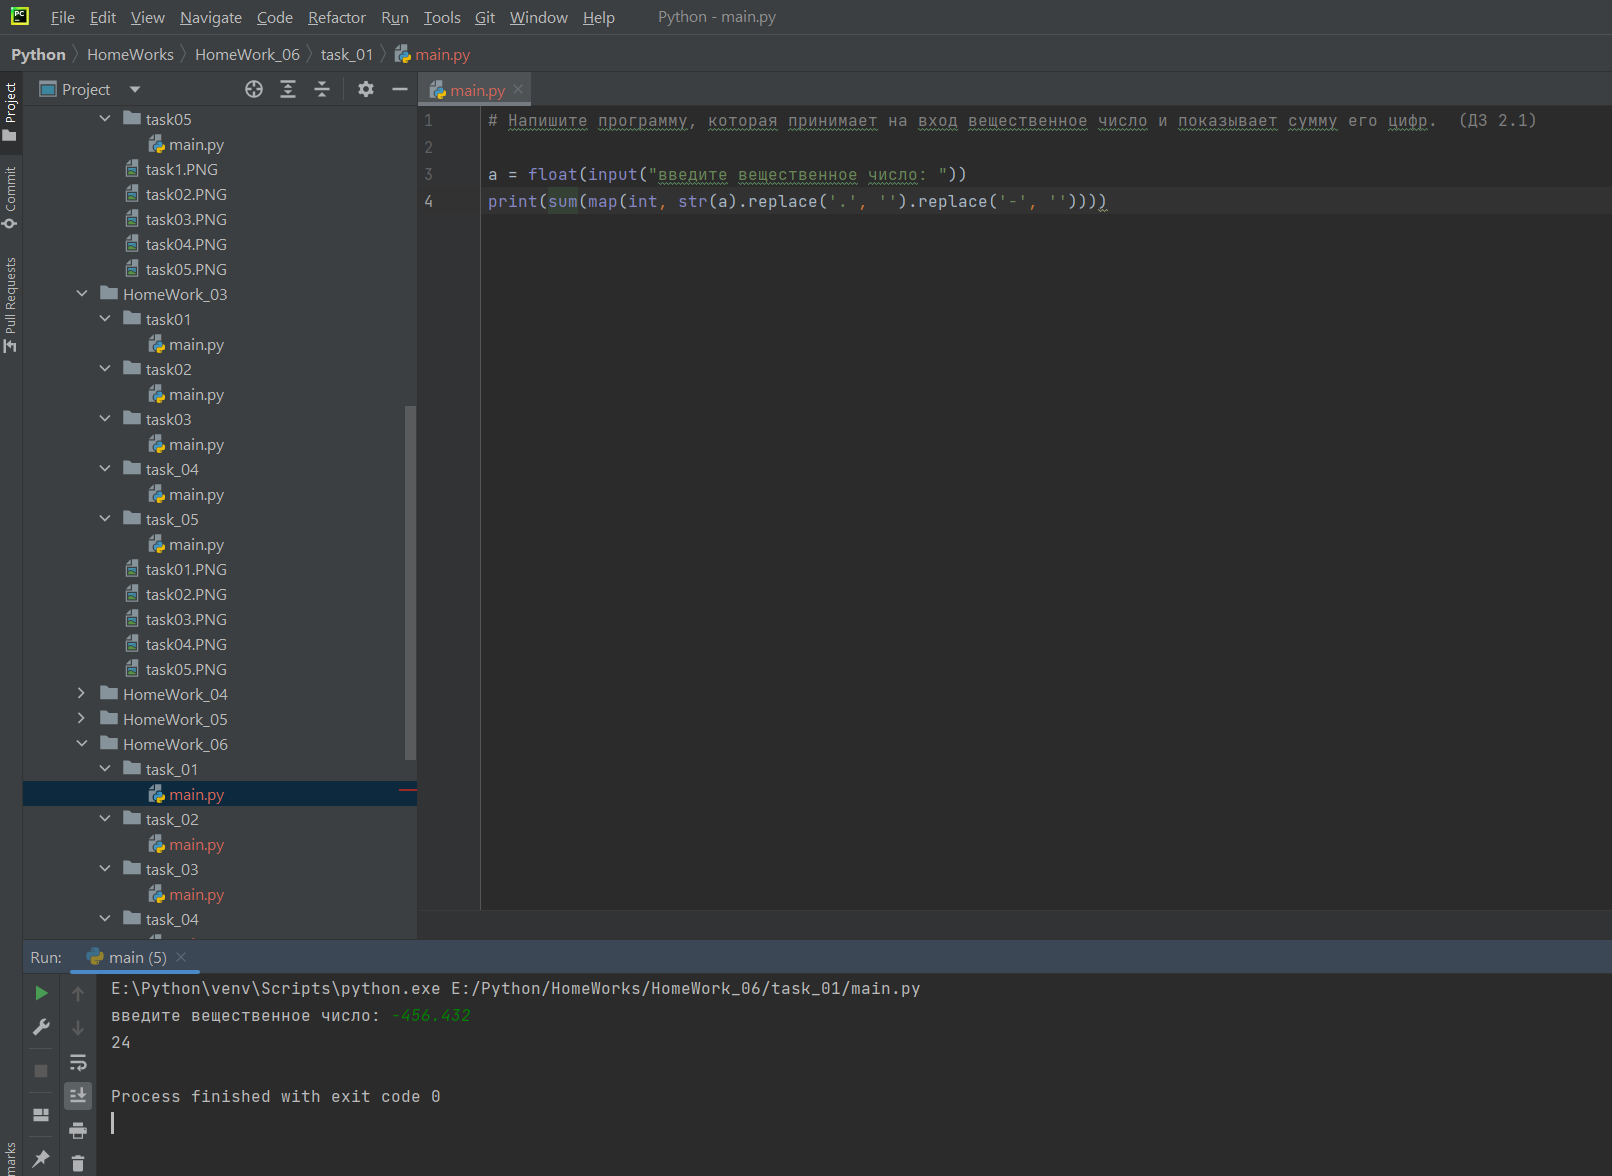 PC File Edit View Navigate Code Refactor Run Tools Git Window Help Python - main.py
Python HomeWorks HomeWork_06 task_01 main.py
Project
Commit
Pull Requests
Project
task05
main.py
task1.PNG
task02.PNG
task03.PNG
task04.PNG
task05.PNG
HomeWork_03
task01
main.py
task02
main.py
task03
main.py
task_04
main.py
task_05
main.py
task01.PNG
task02.PNG
task03.PNG
task04.PNG
task05.PNG
HomeWork_04
HomeWork_05
HomeWork_06
task_01
main.py
task_02
main.py
task_03
main.py
task_04
main.py
1 # Напишите программу, которая принимает на вход вещественное число и показывает сумму его цифр.  (ДЗ 2.1)
2
3 a = float(input("введите вещественное число: "))
4 print(sum(map(int, str(a).replace('.', '').replace('-', ''))))
Run: main (5)
E:\Python\venv\Scripts\python.exe E:/Python/HomeWorks/HomeWork_06/task_01/main.py
введите вещественное число: -456.432
24
Process finished with exit code 0
marks